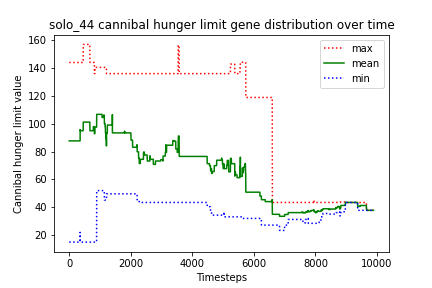 solo_44 cannibal hunger limit gene distribution over time
max
mean
min
Cannibal hunger limit value
160
140
120
100
80
60
40
20
0
2000
4000
6000
8000
10000
Timesteps